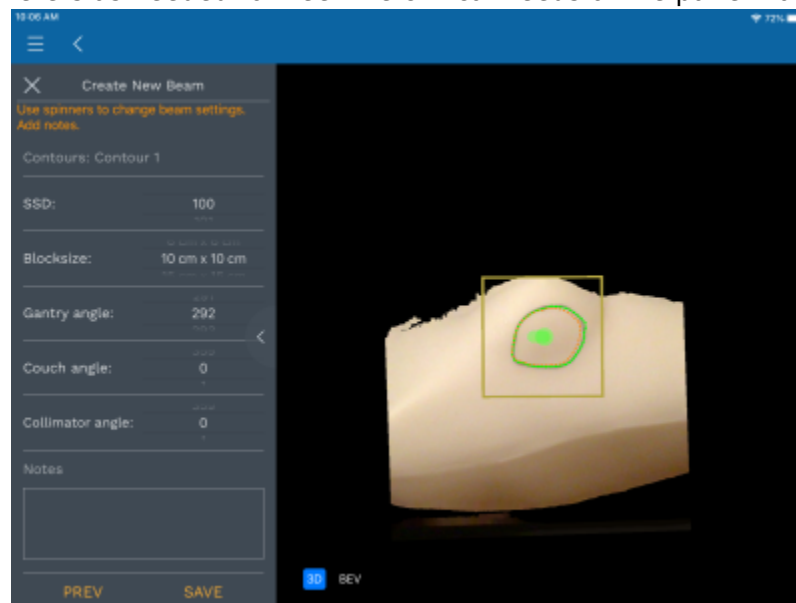 10:06 AM
72%
Create New Beam
Use spinners to change beam settings.
Add notes.
Contours: Contour 1
SSD:
100
Blocksize:
10 cm x 10 cm
Gantry angle:
292
Couch angle:
0
Collimator angle:
0
Notes
PREV
SAVE
3D
BEV